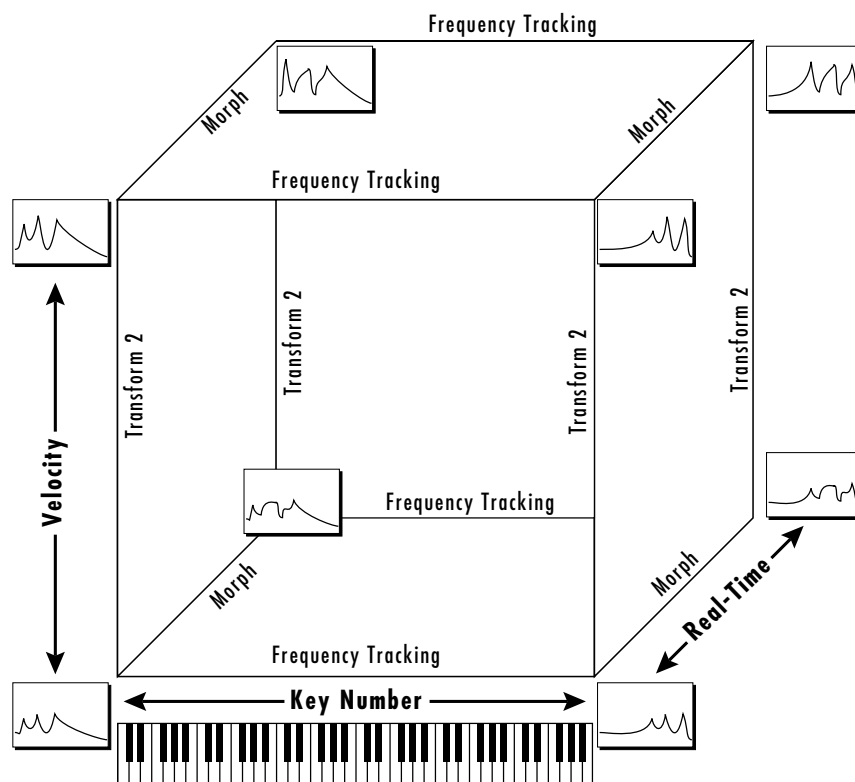 Frequency Tracking
Morph
Morph
Frequency Tracking
Transform 2
Transform 2
Transform 2
Transform 2
Velocity
Frequency Tracking
Morph
Morph
Real-Time
Frequency Tracking
Key Number